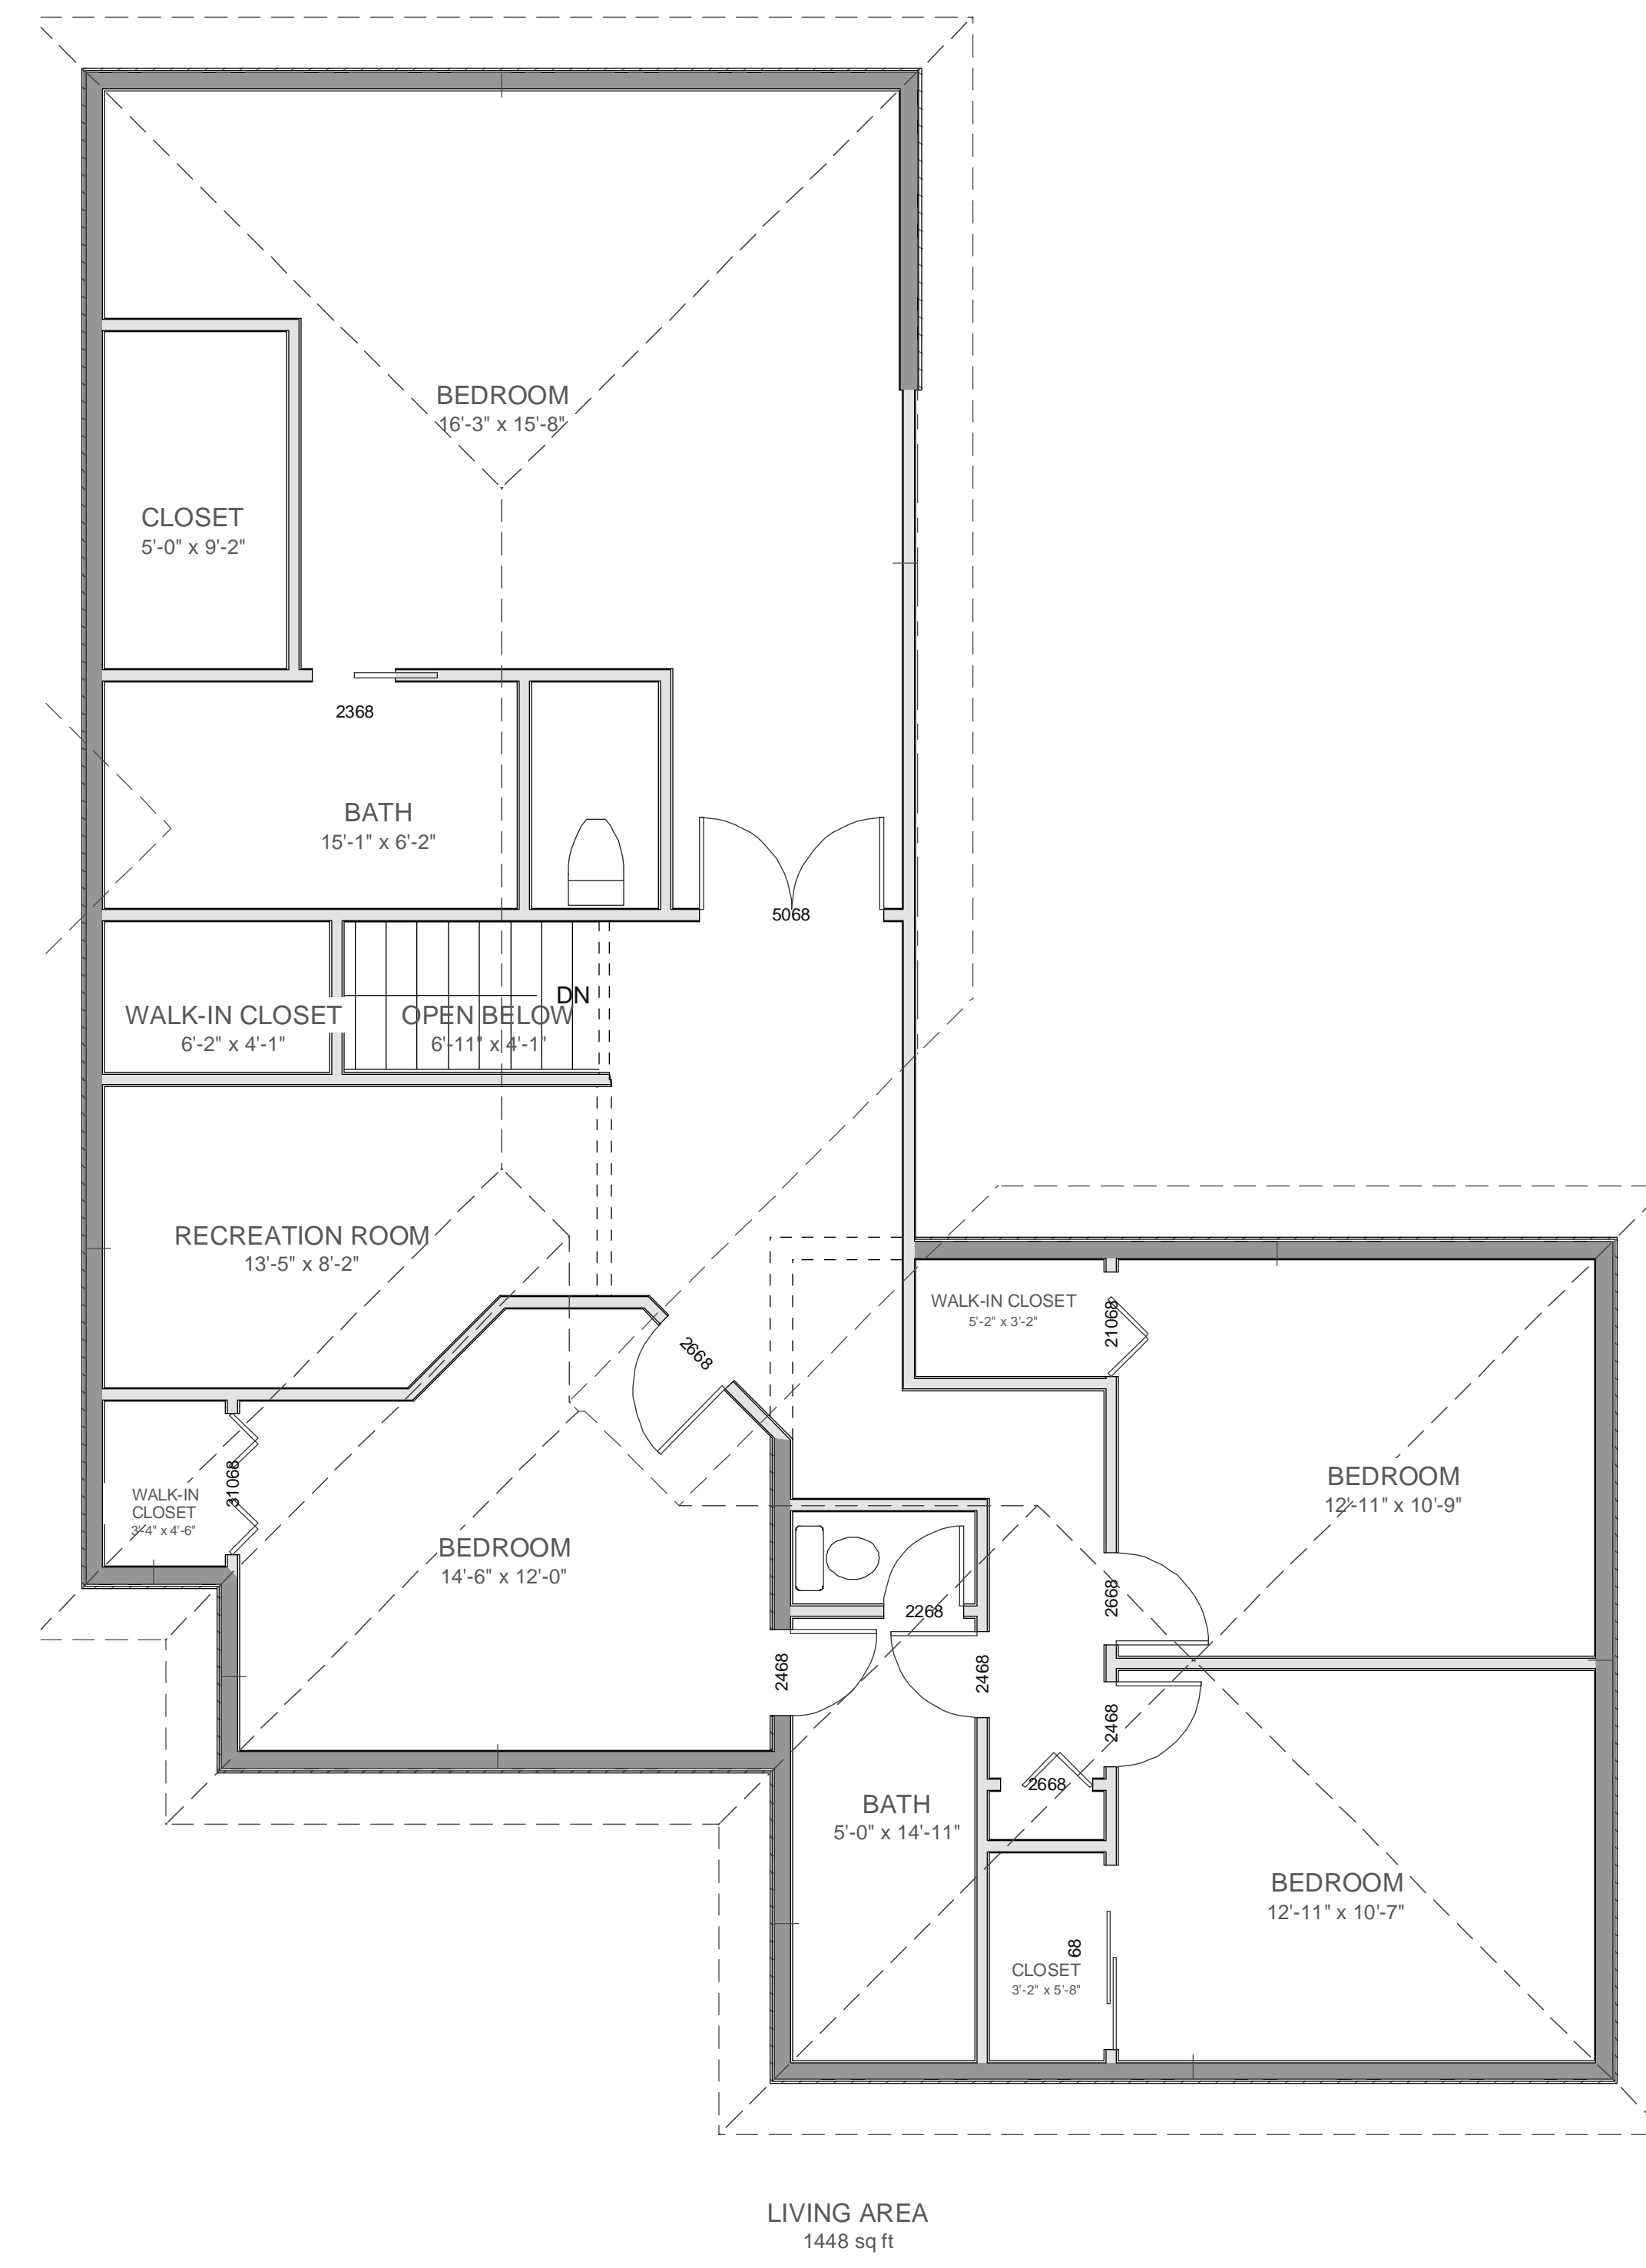 BEDROOM
16'-3" x 15'-8"
CLOSET
5'-0" x 9'-2"
2368
BATH
15'-1" x 6'-2"
5068
DN
WALK-IN CLOSET
6'-2" x 4'-1"
OPEN BELOW
6'-11" x 4'-1"
RECREATION ROOM
13'-5" x 8'-2"
WALK-IN CLOSET
5'-2" x 3'-2"
21068
2668
31068
WALK-IN
CLOSET
3'-4" x 4'-6"
BEDROOM
14'-6" x 12'-0"
BEDROOM
12'-11" x 10'-9"
2668
2268
2468
2468
2468
2668
BATH
5'-0" x 14'-11"
BEDROOM
12'-11" x 10'-7"
68
CLOSET
3'-2" x 5'-8"
LIVING AREA
1448 sq ft